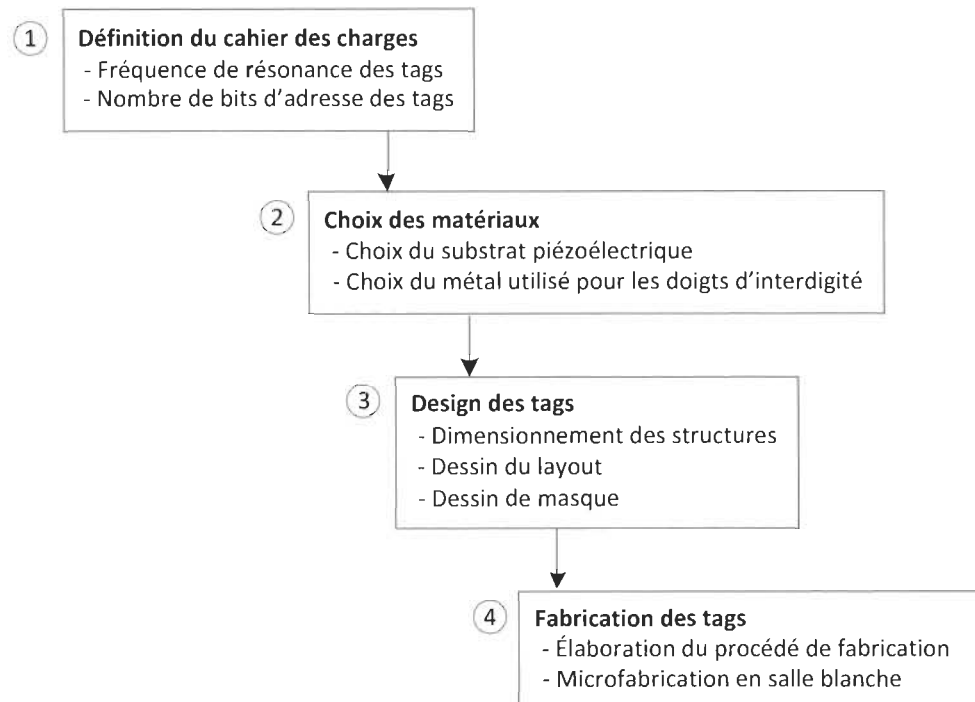 1
Définition du cahier des charges
- Fréquence de résonance des tags
- Nombre de bits d'adresse des tags
2
Choix des matériaux
- Choix du substrat piézoélectrique
- Choix du métal utilisé pour les doigts d'interdigité
3
Design des tags
- Dimensionnement des structures
- Dessin du layout
- Dessin de masque
4
Fabrication des tags
- Élaboration du procédé de fabrication
- Microfabrication en salle blanche